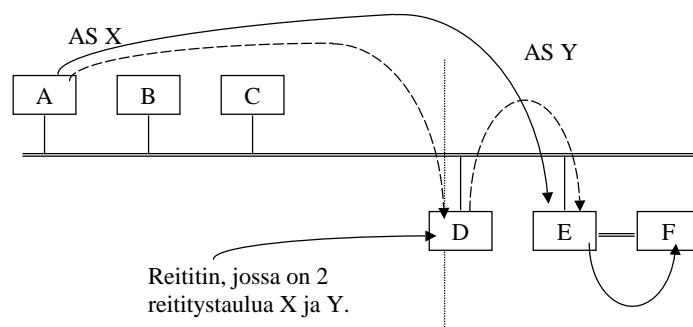 AS X
AS Y
A
B
C
D
E
F
Reititin, jossa on 2
reititystaulua X ja Y.